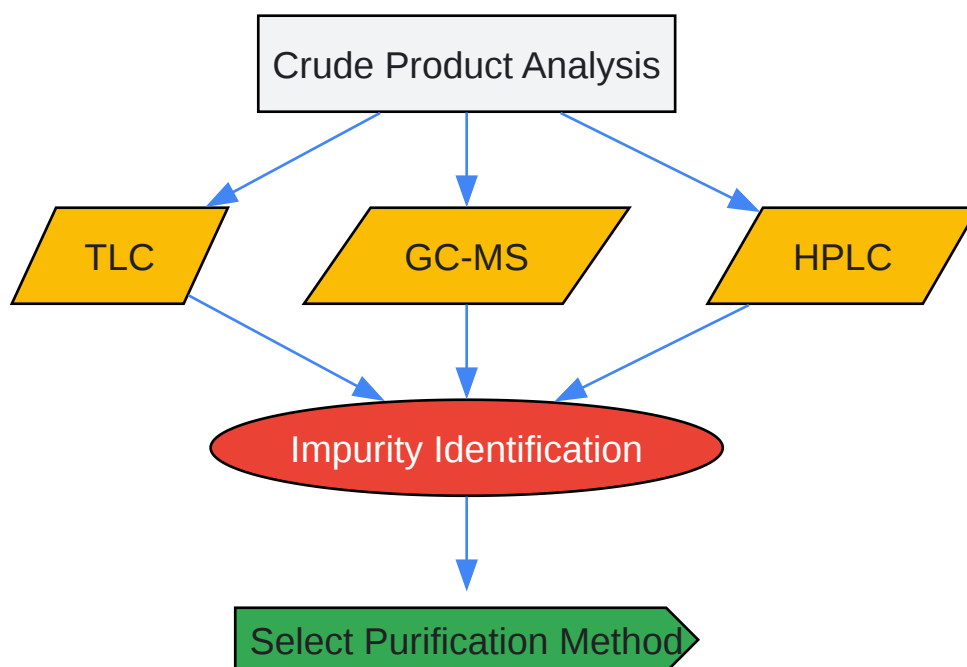 Crude Product Analysis
TLC
GC-MS
HPLC
Impurity Identification
Select Purification Method